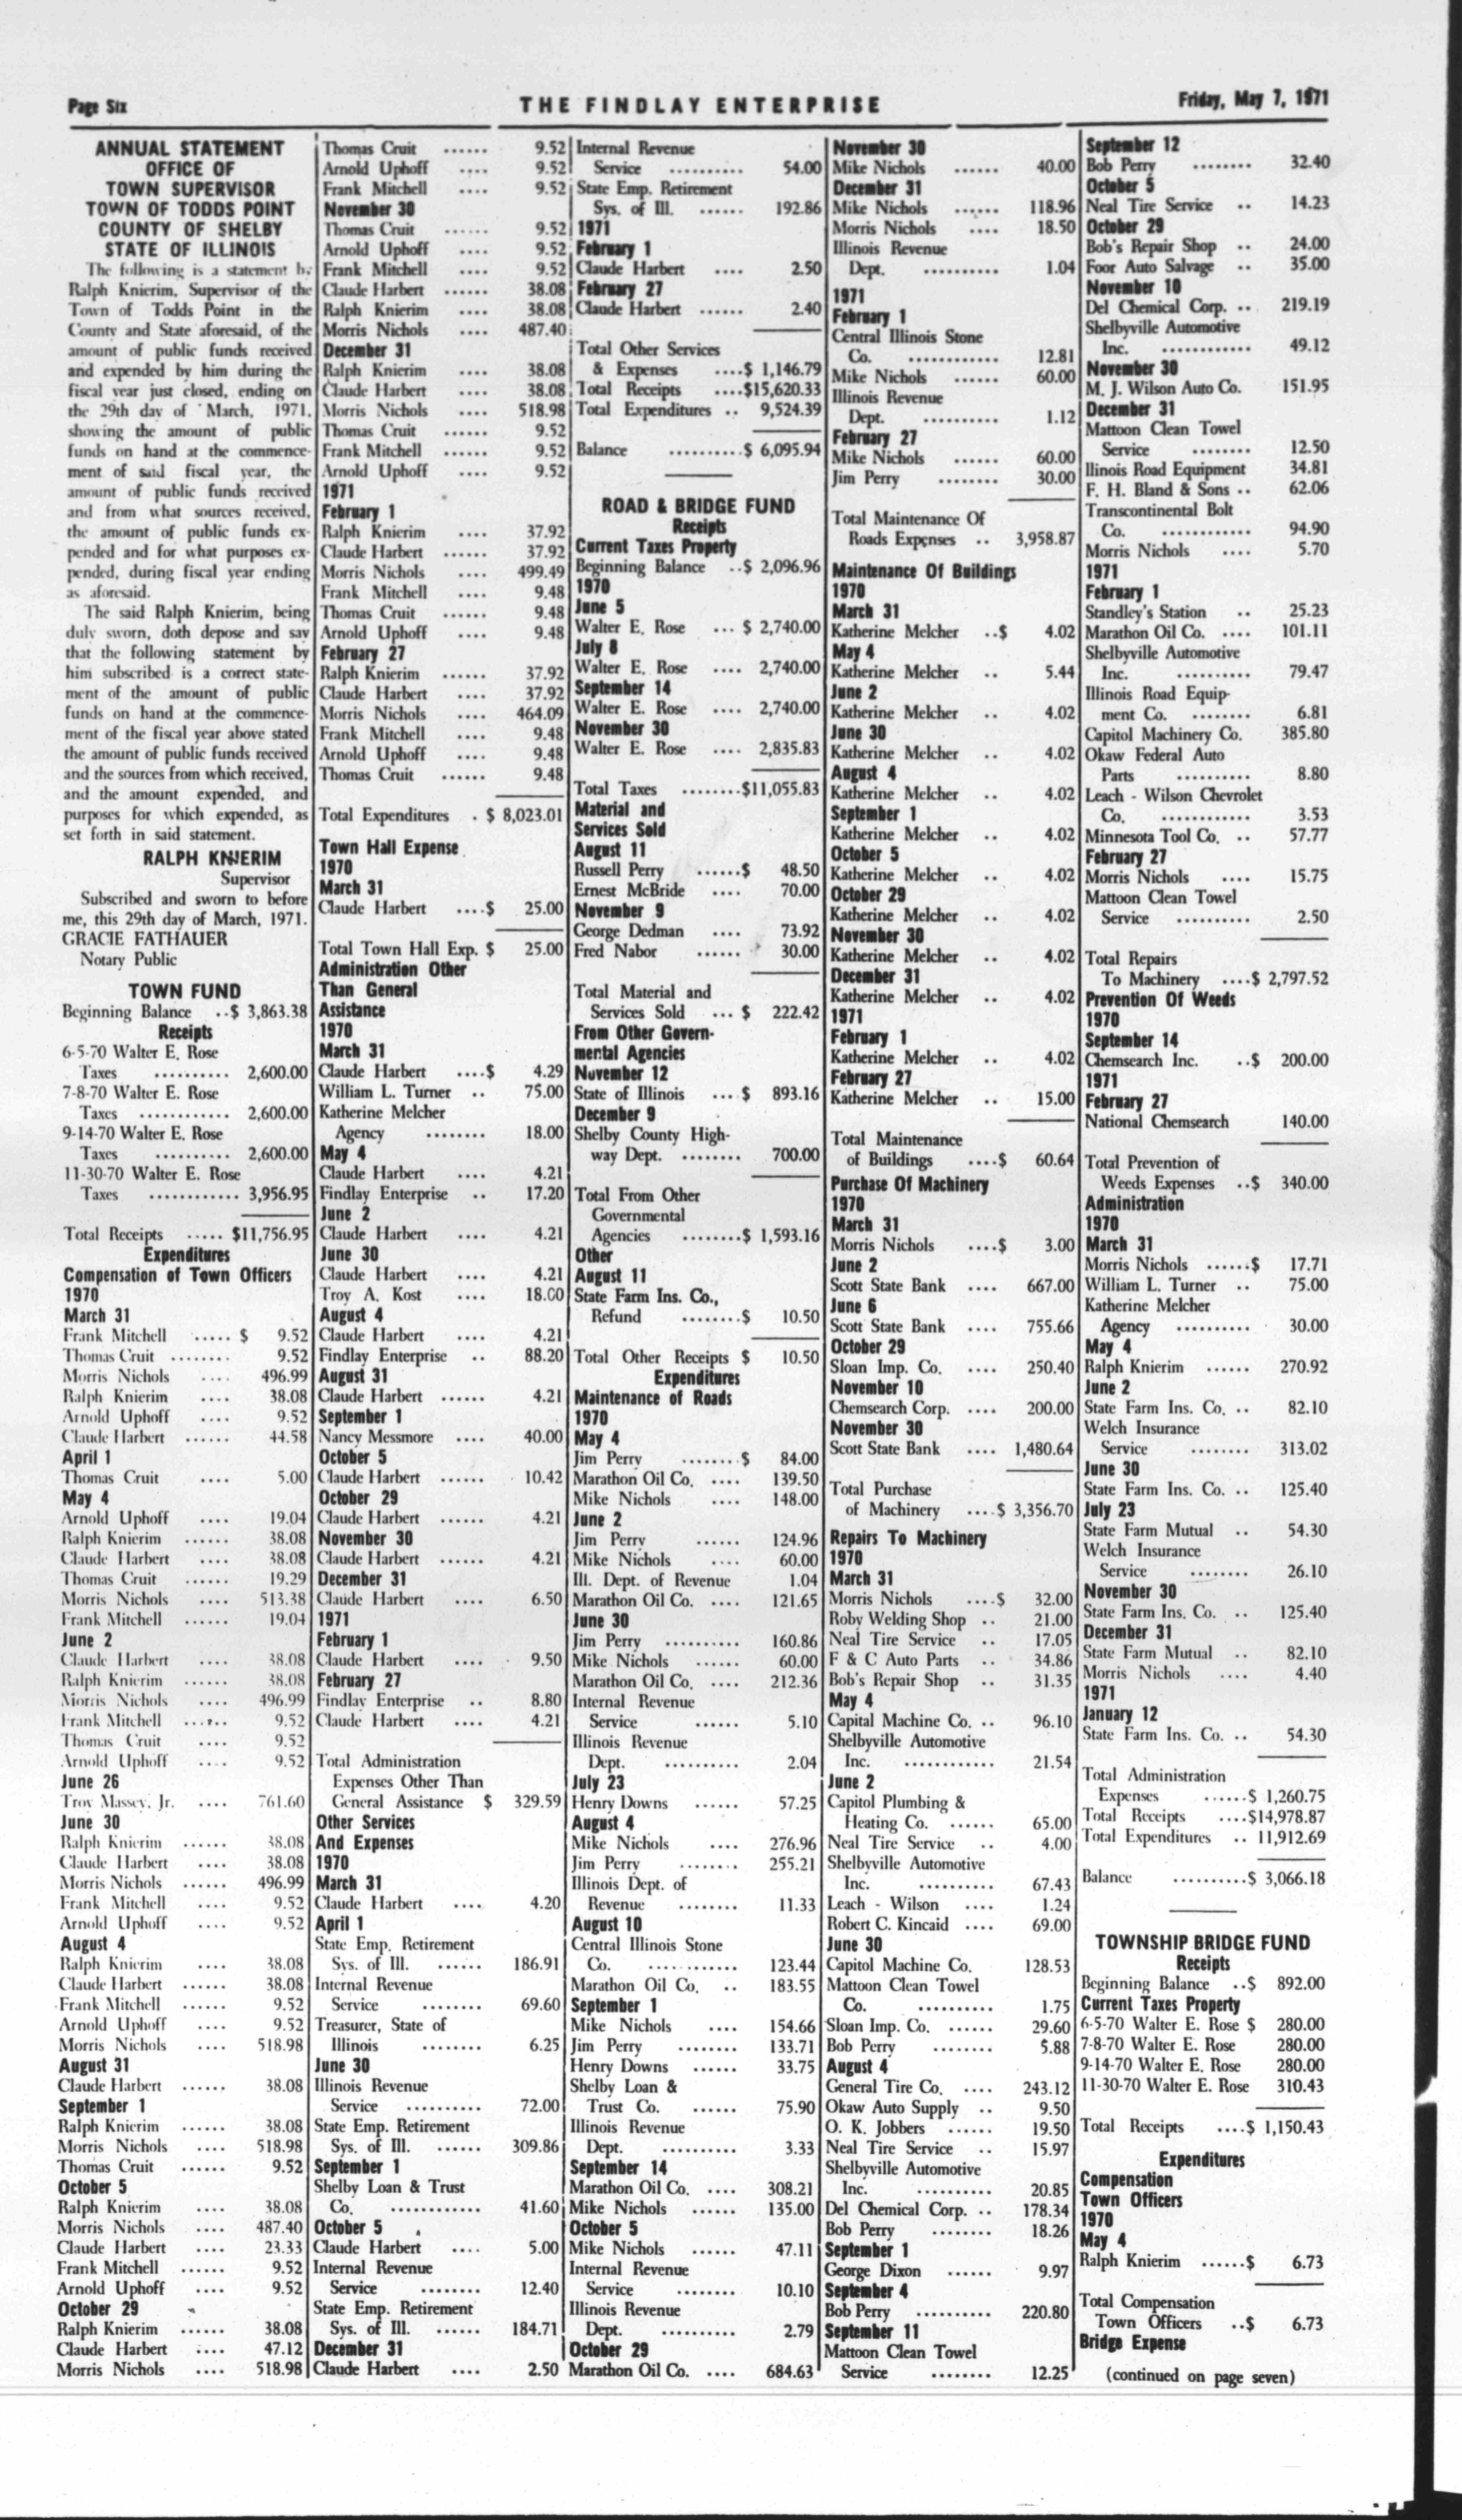 Page Six
THE FINDLAY ENTERPRISE
Friday, May 7, 1971
ANNUAL STATEMENT
OFFICE OF
TOWN SUPERVISOR
TOWN OF TODDS POINT
COUNTY OF SHELBY
STATE OF ILLINOIS
The following is a statement by
Ralph Knierim, Supervisor of the
Town of Todds Point in the
County and State aforesaid, of the
amount of public funds received
and expended by him during the
fiscal year just closed, ending on
the 29th day of March, 1971,
showing the amount of public
funds on hand at the commence-
ment of said fiscal year, the
amount of public funds received
and from what sources received,
the amount of public funds ex-
pended and for what purposes ex-
pended, during fiscal year ending
as aforesaid.
The said Ralph Knierim, being
duly sworn, doth depose and say
that the following statement by
him subscribed is a correct state-
ment of the amount of public
funds on hand at the commence-
ment of the fiscal year above stated
the amount of public funds received
and the sources from which received,
and the amount expended, and
purposes for which expended, as
set forth in said statement.
RALPH KNIERIM
Supervisor
Subscribed and sworn to before
me, this 29th day of March, 1971.
GRACIE FATHAUER
Notary Public
TOWN FUND
Beginning Balance ..$ 3,863.38
Receipts
6-5-70 Walter E. Rose
Taxes .......... 2,600.00
7-8-70 Walter E. Rose
Taxes ............ 2,600.00
9-14-70 Walter E. Rose
Taxes .......... 2,600.00
11-30-70 Walter E. Rose
Taxes ............ 3,956.95
Total Receipts ..... $11,756.95
Expenditures
Compensation of Town Officers
1970
March 31
Frank Mitchell ..... $ 9.52
Thomas Cruit ........ 9.52
Morris Nichols .... 496.99
Ralph Knierim .... 38.08
Arnold Uphoff .... 9.52
Claude Harbert ...... 44.58
April 1
Thomas Cruit .... 5.00
May 4
Arnold Uphoff .... 19.04
Ralph Knierim ...... 38.08
Claude Harbert .... 38.08
Thomas Cruit ...... 19.29
Morris Nichols .... 513.38
Frank Mitchell ...... 19.04
June 2
Claude Harbert .... 38.08
Ralph Knierim ...... 38.08
Morris Nichols .... 496.99
Frank Mitchell ...... 9.52
Thomas Cruit .... 9.52
Arnold Uphoff .... 9.52
June 26
Troy Massey, Jr. .... 761.60
June 30
Ralph Knierim ...... 38.08
Claude Harbert .... 38.08
Morris Nichols ...... 496.99
Frank Mitchell .... 9.52
Arnold Uphoff .... 9.52
August 4
Ralph Knierim .... 38.08
Claude Harbert .... 38.08
Frank Mitchell ...... 9.52
Arnold Uphoff .... 9.52
Morris Nichols .... 518.98
August 31
Claude Harbert ...... 38.08
September 1
Ralph Knierim ...... 38.08
Morris Nichols .... 518.98
Thomas Cruit ...... 9.52
October 5
Ralph Knierim .... 38.08
Morris Nichols .... 487.40
Claude Harbert .... 23.33
Frank Mitchell ...... 9.52
Arnold Uphoff .... 9.52
October 29
Ralph Knierim ...... 38.08
Claude Harbert .... 47.12
Morris Nichols .... 518.98
Thomas Cruit ...... 9.52
Arnold Uphoff .... 9.52
Frank Mitchell .... 9.52
November 30
Thomas Cruit ...... 9.52
Arnold Uphoff .... 9.52
Frank Mitchell .... 9.52
Claude Harbert ...... 38.08
Ralph Knierim .... 38.08
Morris Nichols .... 487.40
December 31
Ralph Knierim .... 38.08
Claude Harbert .... 38.08
Morris Nichols .... 518.98
Thomas Cruit ...... 9.52
Frank Mitchell ...... 9.52
Arnold Uphoff .... 9.52
1971
February 1
Ralph Knierim .... 37.92
Claude Harbert ...... 37.92
Morris Nichols .... 499.49
Frank Mitchell .... 9.48
Thomas Cruit ...... 9.48
Arnold Uphoff .... 9.48
February 27
Ralph Knierim ...... 37.92
Claude Harbert .... 37.92
Morris Nichols .... 464.09
Frank Mitchell .... 9.48
Arnold Uphoff .... 9.48
Thomas Cruit ...... 9.48
Total Expenditures . $ 8,023.01
Town Hall Expense
1970
March 31
Claude Harbert ....$ 25.00
Total Town Hall Exp. $ 25.00
Administration Other
Than General
Assistance
1970
March 31
Claude Harbert ....$ 4.29
William L. Turner .. 75.00
Katherine Melcher
Agency ........ 18.00
May 4
Claude Harbert .... 4.21
Findlay Enterprise .. 17.20
June 2
Claude Harbert .... 4.21
June 30
Claude Harbert .... 4.21
Troy A. Kost .... 18.00
August 4
Claude Harbert .... 4.21
Findlay Enterprise .. 88.20
August 31
Claude Harbert ...... 4.21
September 1
Nancy Messmore .... 40.00
October 5
Claude Harbert ...... 10.42
October 29
Claude Harbert ...... 4.21
November 30
Claude Harbert ...... 4.21
December 31
Claude Harbert .... 6.50
1971
February 1
Claude Harbert .... 9.50
February 27
Findlay Enterprise .. 8.80
Claude Harbert .... 4.21
Total Administration
Expenses Other Than
General Assistance $ 329.59
Other Services
And Expenses
1970
March 31
Claude Harbert .... 4.20
April 1
State Emp. Retirement
Sys. of Ill. ...... 186.91
Internal Revenue
Service ........ 69.60
Treasurer, State of
Illinois ........ 6.25
June 30
Illinois Revenue
Service .......... 72.00
State Emp. Retirement
Sys. of Ill. ...... 309.86
September 1
Shelby Loan & Trust
Co. ............ 41.60
October 5
Claude Harbert .... 5.00
Internal Revenue
Service ........ 12.40
State Emp. Retirement
Sys. of Ill. ...... 184.71
December 31
Claude Harbert .... 2.50
Internal Revenue
Service .......... 54.00
State Emp. Retirement
Sys. of Ill. ...... 192.86
1971
February 1
Claude Harbert .... 2.50
February 27
Claude Harbert ...... 2.40
Total Other Services
& Expenses ....$ 1,146.79
Total Receipts ....$15,620.33
Total Expenditures .. 9,524.39
Balance ..........$ 6,095.94
ROAD & BRIDGE FUND
Receipts
Current Taxes Property
Beginning Balance ..$ 2,096.96
1970
June 5
Walter E. Rose ... $ 2,740.00
July 8
Walter E. Rose .... 2,740.00
September 14
Walter E. Rose .... 2,740.00
November 30
Walter E. Rose .... 2,835.83
Total Taxes ........$11,055.83
Material and
Services Sold
August 11
Russell Perry ......$ 48.50
Ernest McBride .... 70.00
November 9
George Dedman .... 73.92
Fred Nabor ...... 30.00
Total Material and
Services Sold ... $ 222.42
From Other Govern-
mental Agencies
November 12
State of Illinois ... $ 893.16
December 9
Shelby County High-
way Dept. ........ 700.00
Total From Other
Governmental
Agencies ........$ 1,593.16
Other
August 11
State Farm Ins. Co.,
Refund ........$ 10.50
Total Other Receipts $ 10.50
Expenditures
Maintenance of Roads
1970
May 4
Jim Perry ........$ 84.00
Marathon Oil Co. .... 139.50
Mike Nichols .... 148.00
June 2
Jim Perry ...... 124.96
Mike Nichols .... 60.00
Ill. Dept. of Revenue 1.04
Marathon Oil Co. .... 121.65
June 30
Jim Perry .......... 160.86
Mike Nichols ...... 60.00
Marathon Oil Co. .... 212.36
Internal Revenue
Service ...... 5.10
Illinois Revenue
Dept. .......... 2.04
July 23
Henry Downs ...... 57.25
August 4
Mike Nichols .... 276.96
Jim Perry ........ 255.21
Illinois Dept. of
Revenue ........ 11.33
August 10
Central Illinois Stone
Co. ............ 123.44
Marathon Oil Co. .. 183.55
September 1
Mike Nichols .... 154.66
Jim Perry ........ 133.71
Henry Downs ...... 33.75
Shelby Loan &
Trust Co. ...... 75.90
Illinois Revenue
Dept. .......... 3.33
September 14
Marathon Oil Co. .... 308.21
Mike Nichols ...... 135.00
October 5
Mike Nichols ...... 47.11
Internal Revenue
Service ........ 10.10
Illinois Revenue
Dept. .......... 2.79
October 29
Marathon Oil Co. .... 684.63
November 30
Mike Nichols ...... 40.00
December 31
Mike Nichols ...... 118.96
Morris Nichols .... 18.50
Illinois Revenue
Dept. .......... 1.04
1971
February 1
Central Illinois Stone
Co. ............ 12.81
Mike Nichols ...... 60.00
Illinois Revenue
Dept. .......... 1.12
February 27
Mike Nichols ...... 60.00
Jim Perry ........ 30.00
Total Maintenance Of
Roads Expenses .. 3,958.87
Maintenance Of Buildings
1970
March 31
Katherine Melcher ..$ 4.02
May 4
Katherine Melcher .. 5.44
June 2
Katherine Melcher .. 4.02
June 30
Katherine Melcher .. 4.02
August 4
Katherine Melcher .. 4.02
September 1
Katherine Melcher .. 4.02
October 5
Katherine Melcher .. 4.02
October 29
Katherine Melcher .. 4.02
November 30
Katherine Melcher .. 4.02
December 31
Katherine Melcher .. 4.02
1971
February 1
Katherine Melcher .. 4.02
February 27
Katherine Melcher .. 15.00
Total Maintenance
of Buildings ....$ 60.64
Purchase Of Machinery
1970
March 31
Morris Nichols ....$ 3.00
June 2
Scott State Bank .... 667.00
June 6
Scott State Bank .... 755.66
October 29
Sloan Imp. Co. .... 250.40
November 10
Chemsearch Corp. .... 200.00
November 30
Scott State Bank .... 1,480.64
Total Purchase
of Machinery ....$ 3,356.70
Repairs To Machinery
1970
March 31
Morris Nichols ....$ 32.00
Roby Welding Shop .. 21.00
Neal Tire Service .. 17.05
F & C Auto Parts .. 34.86
Bob's Repair Shop .. 31.35
May 4
Capital Machine Co. .. 96.10
Shelbyville Automotive
Inc. ............ 21.54
June 2
Capitol Plumbing &
Heating Co. ...... 65.00
Neal Tire Service .. 4.00
Shelbyville Automotive
Inc. .......... 67.43
Leach - Wilson .... 1.24
Robert C. Kincaid .... 69.00
June 30
Capitol Machine Co. 128.53
Mattoon Clean Towel
Co. .......... 1.75
Sloan Imp. Co. ...... 29.60
Bob Perry ........ 5.88
August 4
General Tire Co. .... 243.12
Okaw Auto Supply .. 9.50
O. K. Jobbers ...... 19.50
Neal Tire Service .. 15.97
Shelbyville Automotive
Inc. .......... 20.85
Del Chemical Corp. .. 178.34
Bob Perry ........ 18.26
September 1
George Dixon ...... 9.97
September 4
Bob Perry .......... 220.80
September 11
Mattoon Clean Towel
Service ........ 12.25
September 12
Bob Perry ........ 32.40
October 5
Neal Tire Service .. 14.23
October 29
Bob's Repair Shop .. 24.00
Foor Auto Salvage .. 35.00
November 10
Del Chemical Corp. .. 219.19
Shelbyville Automotive
Inc. ............ 49.12
November 30
M. J. Wilson Auto Co. 151.95
December 31
Mattoon Clean Towel
Service .......... 12.50
llinois Road Equipment 34.81
F. H. Bland & Sons .. 62.06
Transcontinental Bolt
Co. ............ 94.90
Morris Nichols .... 5.70
1971
February 1
Standley's Station .. 25.23
Marathon Oil Co. .... 101.11
Shelbyville Automotive
Inc. .......... 79.47
Illinois Road Equip-
ment Co. ........ 6.81
Capitol Machinery Co. 385.80
Okaw Federal Auto
Parts .......... 8.80
Leach - Wilson Chevrolet
Co. ............ 3.53
Minnesota Tool Co. .. 57.77
February 27
Morris Nichols .... 15.75
Mattoon Clean Towel
Service .......... 2.50
Total Repairs
To Machinery ....$ 2,797.52
Prevention Of Weeds
1970
September 14
Chemsearch Inc. ..$ 200.00
1971
February 27
National Chemsearch 140.00
Total Prevention of
Weeds Expenses ..$ 340.00
Administration
1970
March 31
Morris Nichols ......$ 17.71
William L. Turner .. 75.00
Katherine Melcher
Agency .......... 30.00
May 4
Ralph Knierim ...... 270.92
June 2
State Farm Ins. Co. .. 82.10
Welch Insurance
Service ........ 313.02
June 30
State Farm Ins. Co. .. 125.40
July 23
State Farm Mutual .. 54.30
Welch Insurance
Service ........ 26.10
November 30
State Farm Ins. Co. .. 125.40
December 31
State Farm Mutual .. 82.10
Morris Nichols .... 4.40
1971
January 12
State Farm Ins. Co. .. 54.30
Total Administration
Expenses ......$ 1,260.75
Total Receipts ....$14,978.87
Total Expenditures .. 11,912.69
Balance ..........$ 3,066.18
TOWNSHIP BRIDGE FUND
Receipts
Beginning Balance ..$ 892.00
Current Taxes Property
6-5-70 Walter E. Rose $ 280.00
7-8-70 Walter E. Rose 280.00
9-14-70 Walter E. Rose 280.00
11-30-70 Walter E. Rose 310.43
Total Receipts ....$ 1,150.43
Expenditures
Compensation
Town Officers
1970
May 4
Ralph Knierim ......$ 6.73
Total Compensation
Town Officers ..$ 6.73
Bridge Expense
(continued on page seven)